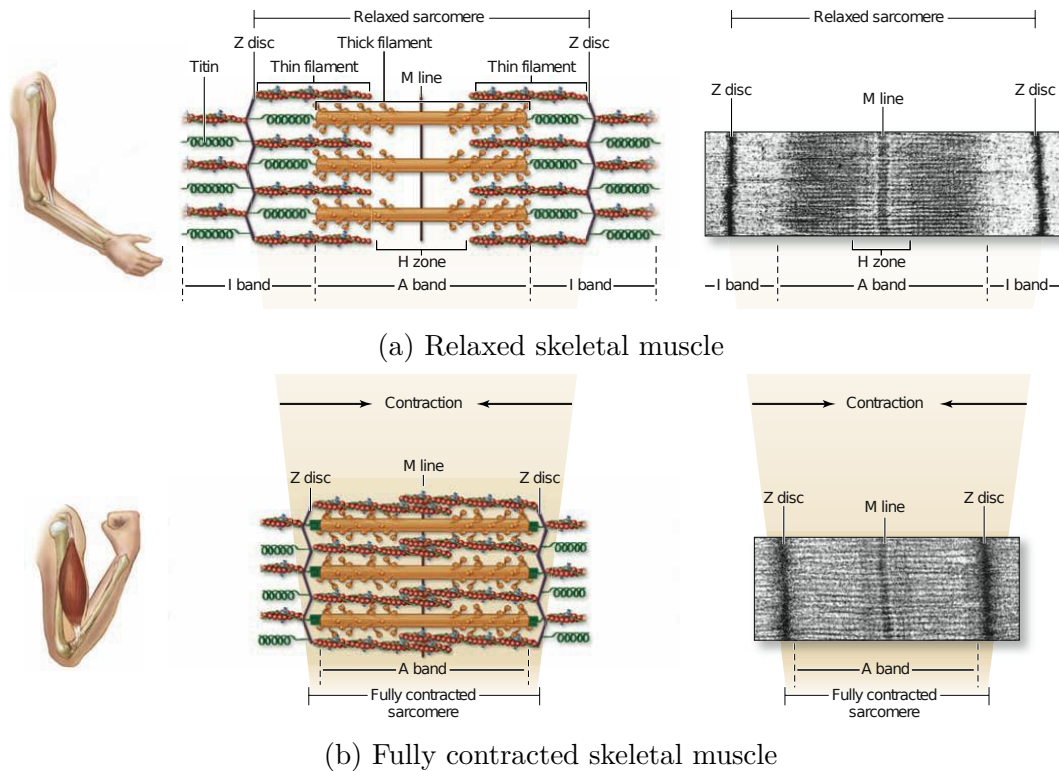 Relaxed sarcomere
Z disc Thick filament Z disc
Titin Thin filament M line Thin filament
H zone
I band A band I band
Relaxed sarcomere
Z disc M line Z disc
H zone
I band A band I band
(a) Relaxed skeletal muscle
Contraction
M line
Z disc Z disc
A band
Fully contracted
sarcomere
Contraction
Z disc M line Z disc
A band
Fully contracted
sarcomere
(b) Fully contracted skeletal muscle